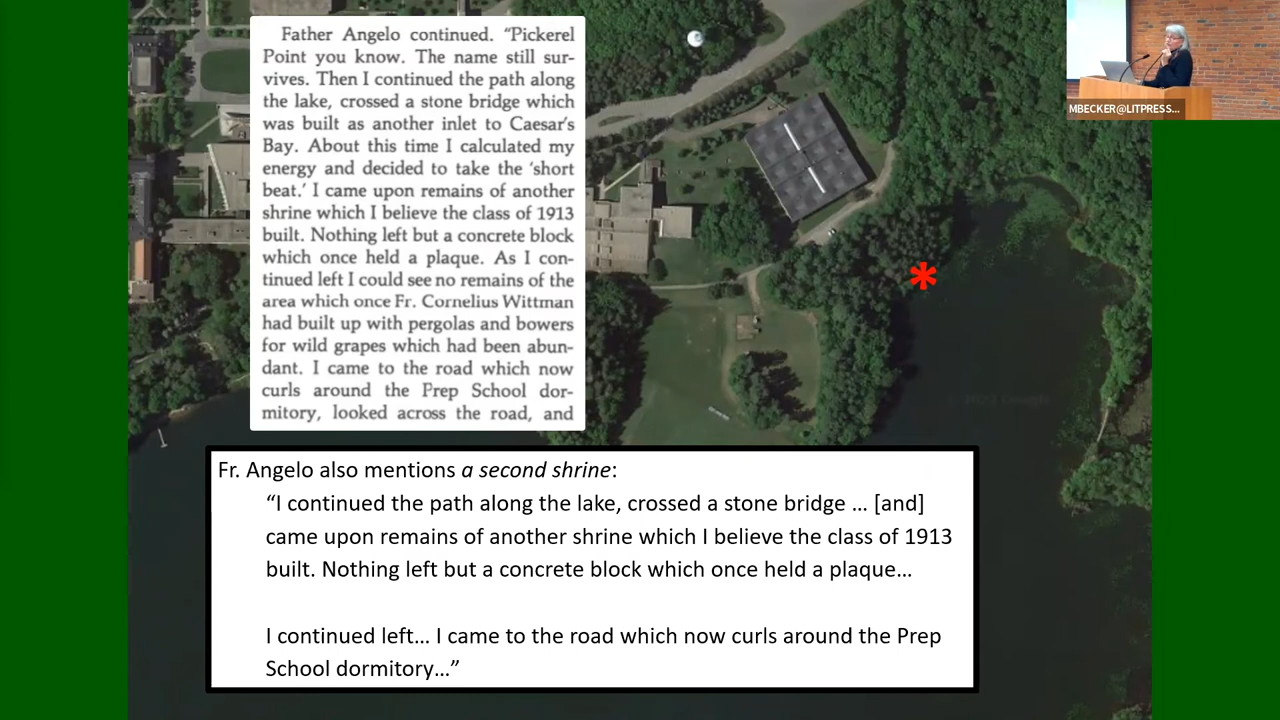 Father Angelo continued. “Pickerel
Point you know. The name still sur-
vives. Then I continued the path along
the lake, crossed a stone bridge which
was built as another inlet to Caesar’s
Bay. About this time I calculated my
energy and decided to take the ‘short
beat.’ I came upon remains of another
shrine which I believe the class of 1913
built. Nothing left but a concrete block
which once held a plaque. As I con-
tinued left I could see no remains of the
area which once Fr. Cornelius Wittman
had built up with pergolas and bowers
for wild grapes which had been abun-
dant. I came to the road which now
curls around the Prep School dor-
mitory, looked across the road, and
MBECKER@LITPRESS...
*
Fr. Angelo also mentions a second shrine:
“I continued the path along the lake, crossed a stone bridge … [and]
came upon remains of another shrine which I believe the class of 1913
built. Nothing left but a concrete block which once held a plaque…
I continued left… I came to the road which now curls around the Prep
School dormitory…”